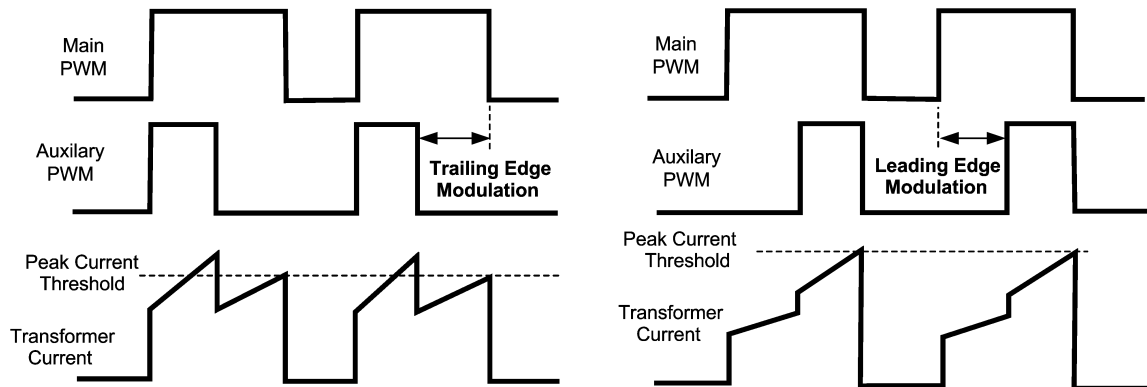 Main
PWM
Auxilary
PWM
Trailing Edge
Modulation
Peak Current
Threshold
Transformer
Current
Main
PWM
Auxilary
PWM
Leading Edge
Modulation
Peak Current
Threshold
Transformer
Current